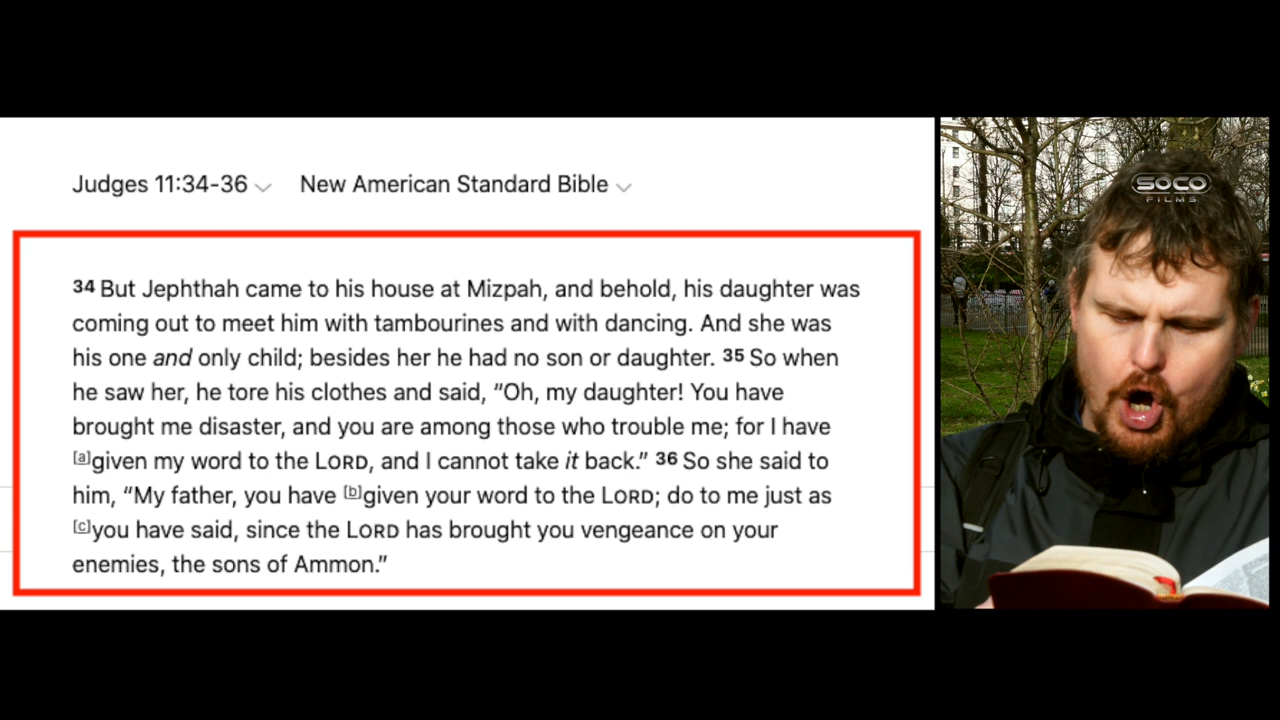 Judges 11:34-36 New American Standard Bible
34 But Jephthah came to his house at Mizpah, and behold, his daughter was
coming out to meet him with tambourines and with dancing. And she was
his one and only child; besides her he had no son or daughter. 35 So when
he saw her, he tore his clothes and said, “Oh, my daughter! You have
brought me disaster, and you are among those who trouble me; for I have
[a]given my word to the LORD, and I cannot take it back.” 36 So she said to
him, “My father, you have [b]given your word to the LORD; do to me just as
[c]you have said, since the LORD has brought you vengeance on your
enemies, the sons of Ammon.”
SOCO
FILMS